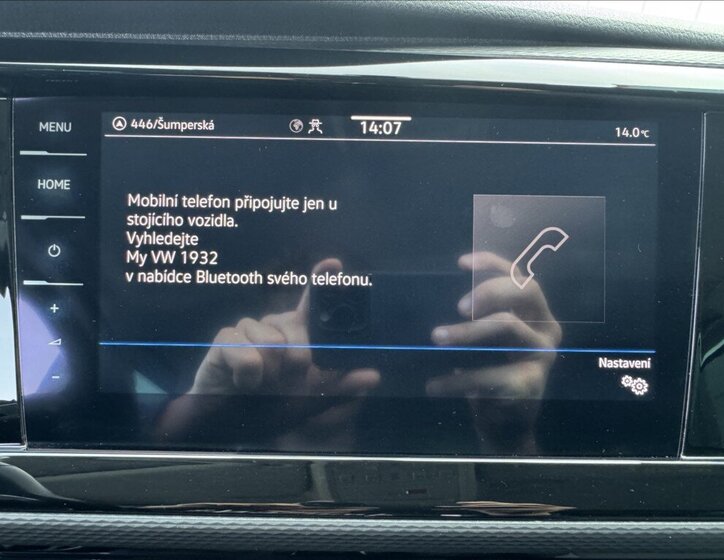 MENU
446/Šumperská
14:07
14.0°C
HOME
Mobilní telefon připojujte jen u
stojícího vozidla.
Vyhledejte
My VW 1932
v nabídce Bluetooth svého telefonu.
+
-
Nastavení